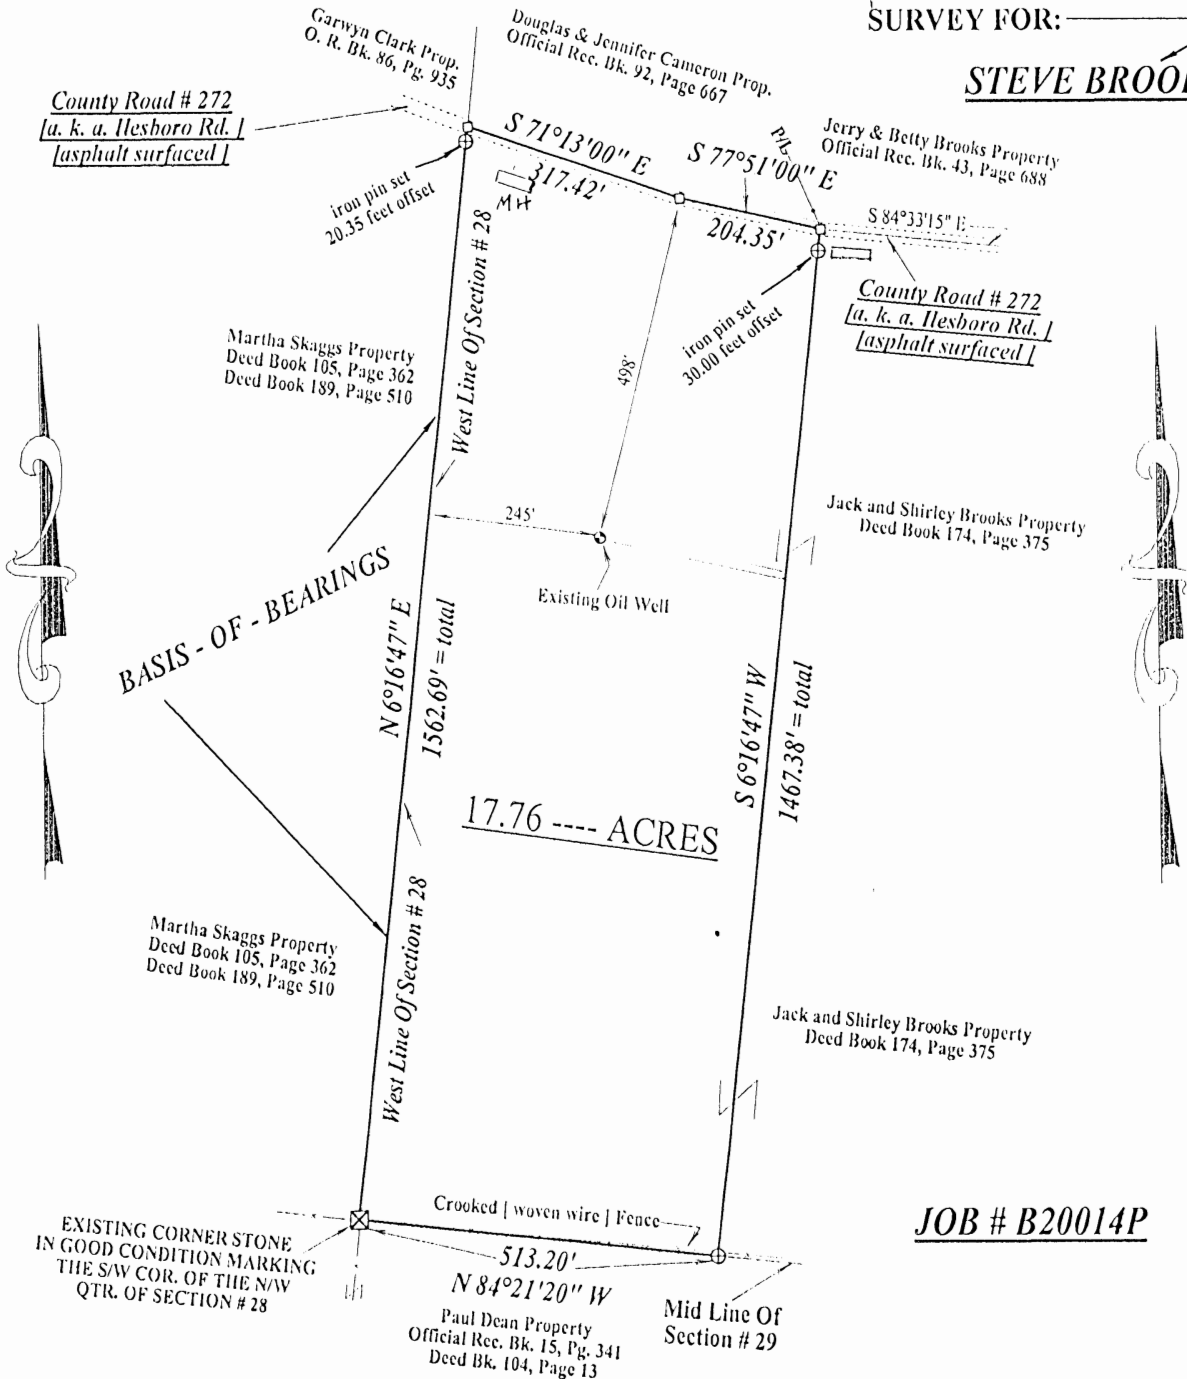 SURVEY FOR:
STEVE BROO
Garwyn Clark Prop.
O. R. Bk. 86, Pg. 935
Douglas & Jennifer Cameron Prop.
Official Rec. Bk. 92, Page 667
County Road # 272
[a. k. a. Ilesboro Rd. ]
[asphalt surfaced ]
Jerry & Betty Brooks Property
Official Rec. Bk. 43, Page 688
P/L
S 71°13'00" E
317.42'
S 77°51'00" E
204.35'
S 84°33'15" E
MH
iron pin set
20.35 feet offset
iron pin set
30.00 feet offset
County Road # 272
[a. k. a. Ilesboro Rd. ]
[asphalt surfaced ]
West Line Of Section # 28
Martha Skaggs Property
Deed Book 105, Page 362
Deed Book 189, Page 510
498'
245'
Existing Oil Well
Jack and Shirley Brooks Property
Deed Book 174, Page 375
BASIS - OF - BEARINGS
N 6°16'47" E
1562.69' = total
S 6°16'47" W
1467.38' = total
17.76 ---- ACRES
Martha Skaggs Property
Deed Book 105, Page 362
Deed Book 189, Page 510
West Line Of Section # 28
Jack and Shirley Brooks Property
Deed Book 174, Page 375
Crooked [ woven wire ] Fence
EXISTING CORNER STONE
IN GOOD CONDITION MARKING
THE S/W COR. OF THE N/W
QTR. OF SECTION # 28
513.20'
N 84°21'20" W
Paul Dean Property
Official Rec. Bk. 15, Pg. 341
Deed Bk. 104, Page 13
Mid Line Of
Section # 29
JOB # B20014P